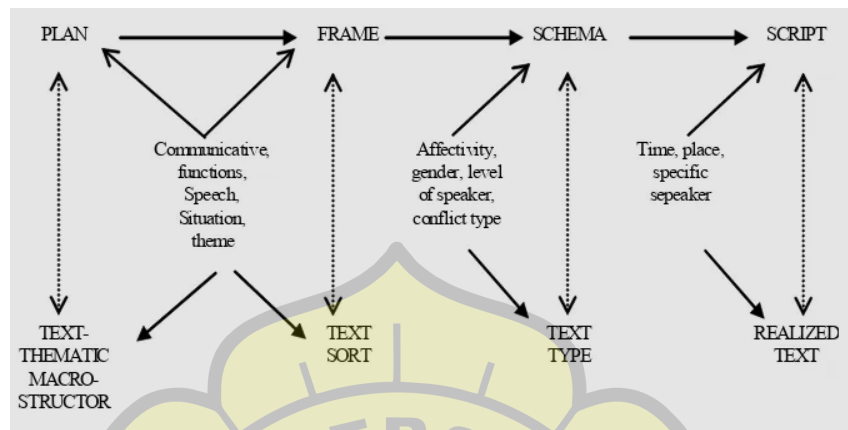 PLAN FRAME SCHEMA SCRIPT
Communicative,
functions,
Speech,
Situation,
theme
Affectivity,
gender, level
of speaker,
conflict type
Time, place,
specific
sepeaker
TEXT-
THEMATIC
MACRO-
STRUCTOR
TEXT
SORT
TEXT
TYPE
REALIZED
TEXT